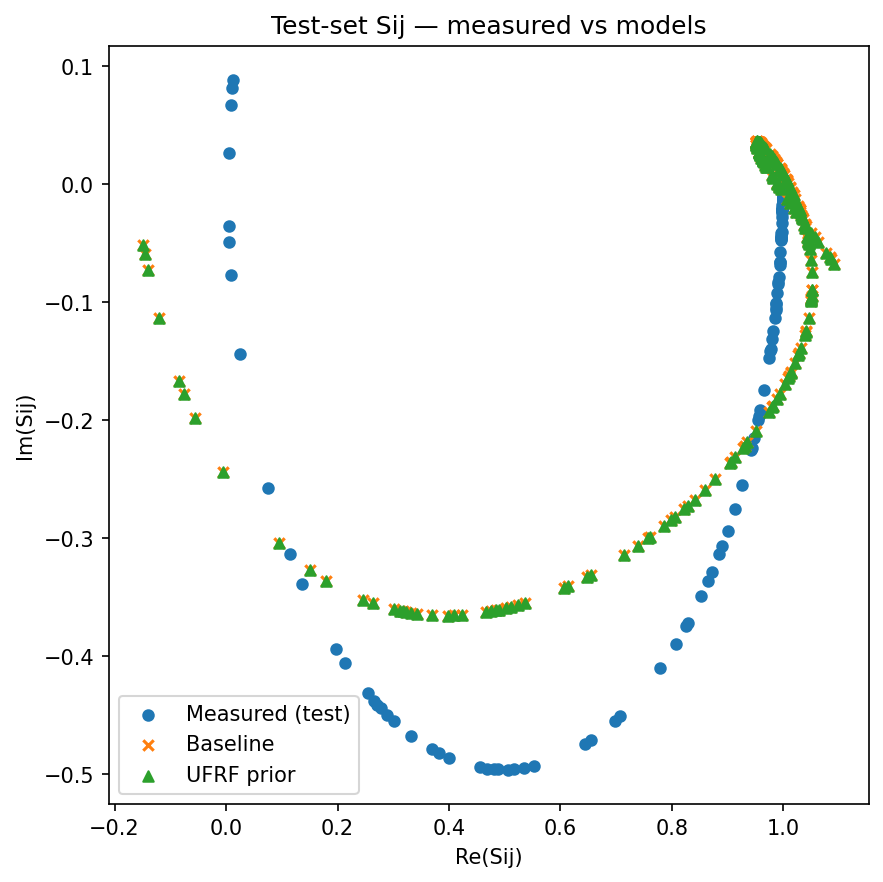 Test-set Sij — measured vs models
0.1
0.0
−0.1
−0.2
−0.3
−0.4
−0.5
Im(Sij)
Measured (test)
Baseline
UFRF prior
−0.2
0.0
0.2
0.4
0.6
0.8
1.0
Re(Sij)